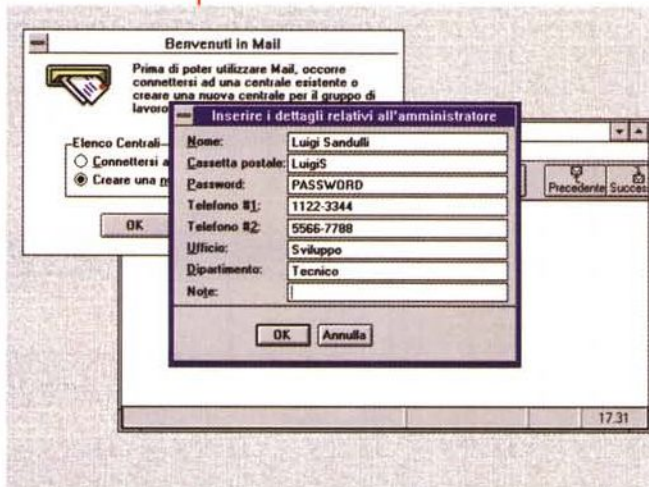 Benvenuti in Mail
Prima di poter utilizzare Mail, occorre
connettersi ad una centrale esistente o
creare una nuova centrale per il gruppo di
Elenco Centrali
Connettersi
Creare una
OK
Inserire i dettagli relativi all'amministratore
Nome: Luigi Sandulli
Cassetta postale: LuigiS
Password: PASSWORD
Telefono #1: 1122-3344
Telefono #2: 5566-7788
Ufficio: Sviluppo
Dipartimento: Tecnico
Note:
OK Annulla
Precedente
17.31